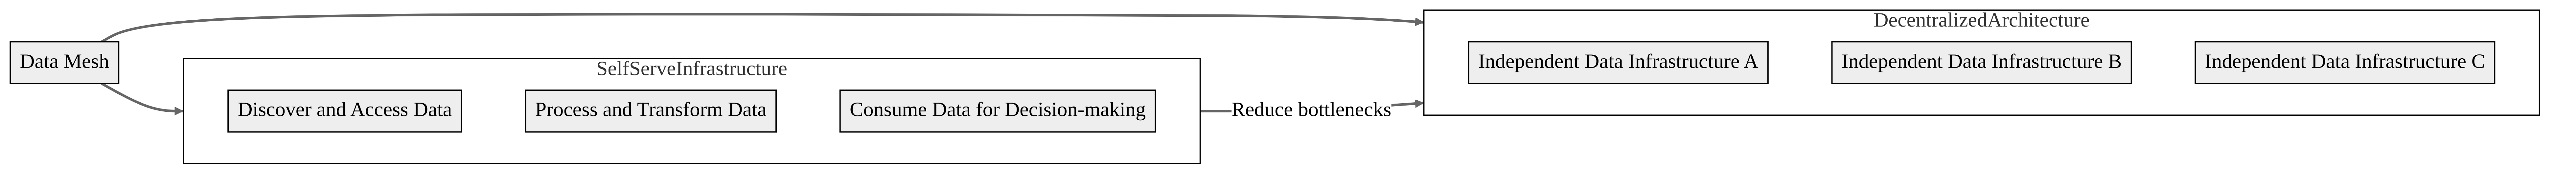 Data Mesh
SelfServeInfrastructure
Discover and Access Data
Process and Transform Data
Consume Data for Decision-making
Reduce bottlenecks
DecentralizedArchitecture
Independent Data Infrastructure A
Independent Data Infrastructure B
Independent Data Infrastructure C